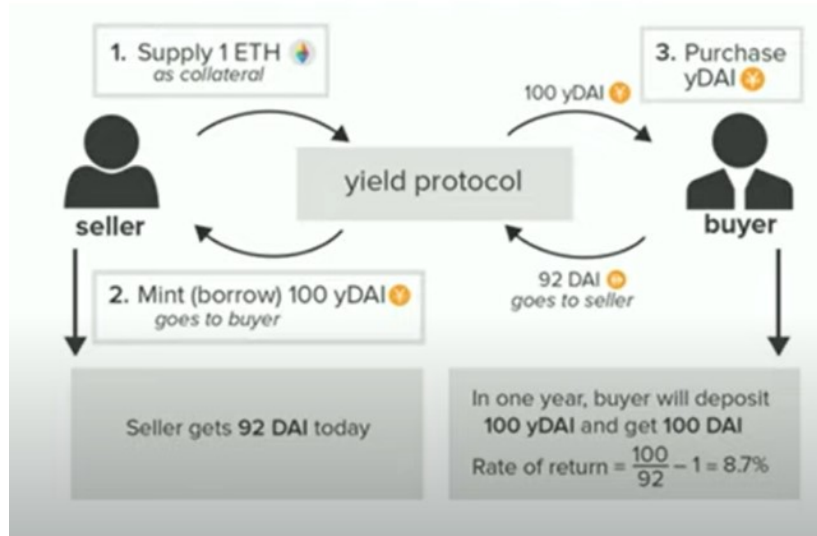 1. Supply 1 ETH
as collateral
3. Purchase
yDAI
100 yDAI
yield protocol
seller
buyer
2. Mint (borrow) 100 yDAI
goes to buyer
92 DAI
goes to seller
Seller gets 92 DAI today
In one year, buyer will deposit
100 yDAI and get 100 DAI
Rate of return = 100/92 – 1 = 8.7%